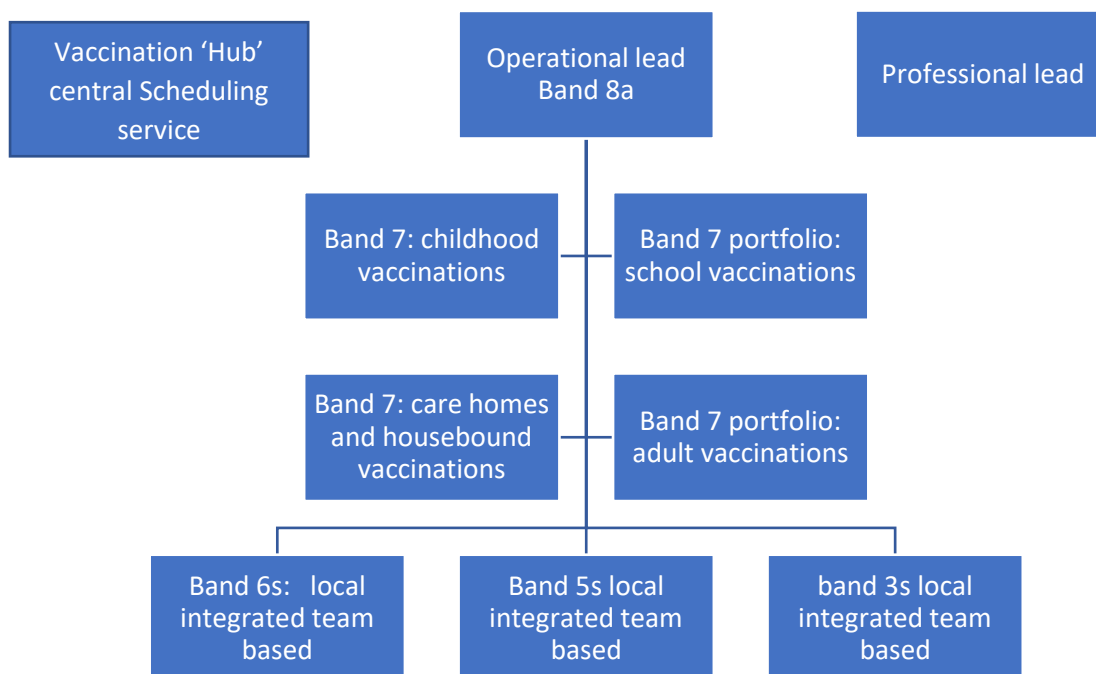 Vaccination ‘Hub’
central Scheduling
service
Operational lead
Band 8a
Professional lead
Band 7: childhood
vaccinations
Band 7 portfolio:
school vaccinations
Band 7: care homes
and housebound
vaccinations
Band 7 portfolio:
adult vaccinations
Band 6s:   local
integrated team
based
Band 5s local
integrated team
based
band 3s local
integrated team
based